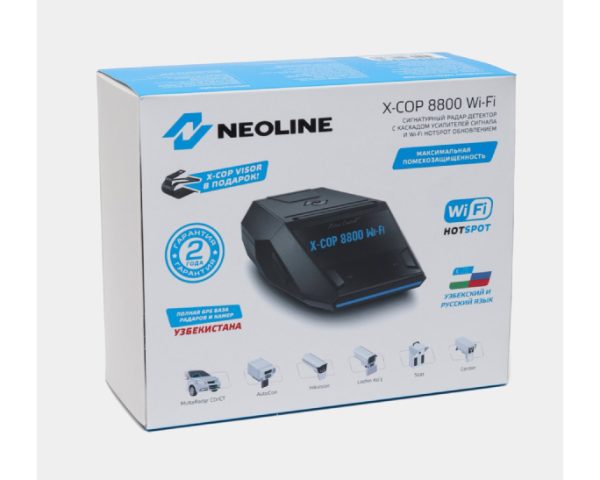 NEOLINE
X-COP 8800 Wi-Fi
СИГНАТУРНЫЙ РАДАР-ДЕТЕКТОР
С КАСКАДОМ УСИЛИТЕЛЕЙ СИГНАЛА
И Wi-Fi HOTSPOT ОБНОВЛЕНИЕМ
МАКСИМАЛЬНАЯ
ПОМЕХОЗАЩИЩЕННОСТЬ
X-COP VISOR
В ПОДАРОК!
ГАРАНТИЯ
2
ГОДА
ГАРАНТИЯ
X-COP 8800 Wi-Fi
Wi Fi
HOTSPOT
УЗБЕКСКИЙ И
РУССКИЙ ЯЗЫК
ПОЛНАЯ GPS БАЗА
РАДАРОВ И КАМЕР
УЗБЕКИСТАНА
MultaRadar CD/CT
AutoCon
Hikvision
Cordon